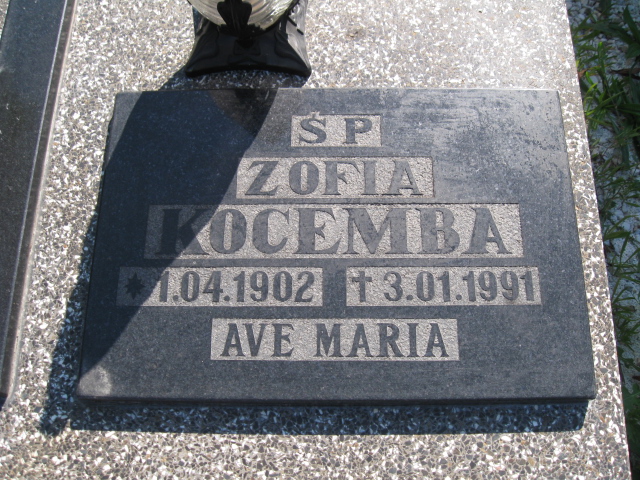 ŚP
ZOFIA
KOCEMBA
* 1.04.1902 † 3.01.1991
AVE MARIA